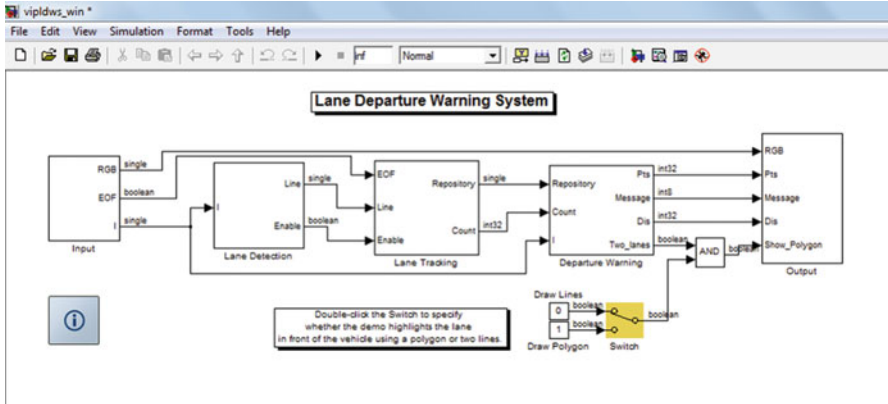 vipldws_win *
File Edit View Simulation Format Tools Help
inf Normal
Lane Departure Warning System
RGB single
EOF boolean
I single
Input
I
Line single
Enable boolean
Lane Detection
EOF
Line
Enable
Repository single
Count int32
Lane Tracking
Repository
Count
I
Pts int32
Message int8
Dis int32
Two_lanes boolean
Departure Warning
AND boolean
RGB
Pts
Message
Dis
Show_Polygon
Output
Double-click the Switch to specify
whether the demo highlights the lane
in front of the vehicle using a polygon or two lines.
Draw Lines
0 boolean
1 boolean
Draw Polygon
boolean
Switch